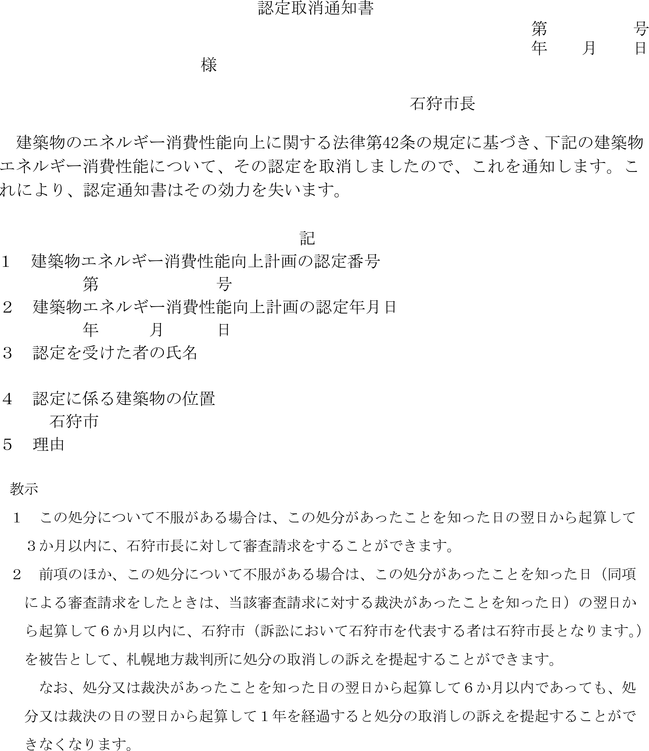 認定取消通知書
第　　　　　号
年　　月　　日
様
石狩市長
建築物のエネルギー消費性能向上に関する法律第42条の規定に基づき、下記の建築物
エネルギー消費性能について、その認定を取消しましたので、これを通知します。こ
れにより、認定通知書はその効力を失います。
記
１　建築物エネルギー消費性能向上計画の認定番号
第　　　　　　　号
２　建築物エネルギー消費性能向上計画の認定年月日
年　　　月　　　日
３　認定を受けた者の氏名
４　認定に係る建築物の位置
石狩市
５　理由
教示
１　この処分について不服がある場合は、この処分があったことを知った日の翌日から起算して
３か月以内に、石狩市長に対して審査請求をすることができます。
２　前項のほか、この処分について不服がある場合は、この処分があったことを知った日（同項
による審査請求をしたときは、当該審査請求に対する裁決があったことを知った日）の翌日か
ら起算して６か月以内に、石狩市（訴訟において石狩市を代表する者は石狩市長となります。）
を被告として、札幌地方裁判所に処分の取消しの訴えを提起することができます。
なお、処分又は裁決があったことを知った日の翌日から起算して６か月以内であっても、処
分又は裁決の日の翌日から起算して１年を経過すると処分の取消しの訴えを提起することがで
きなくなります。